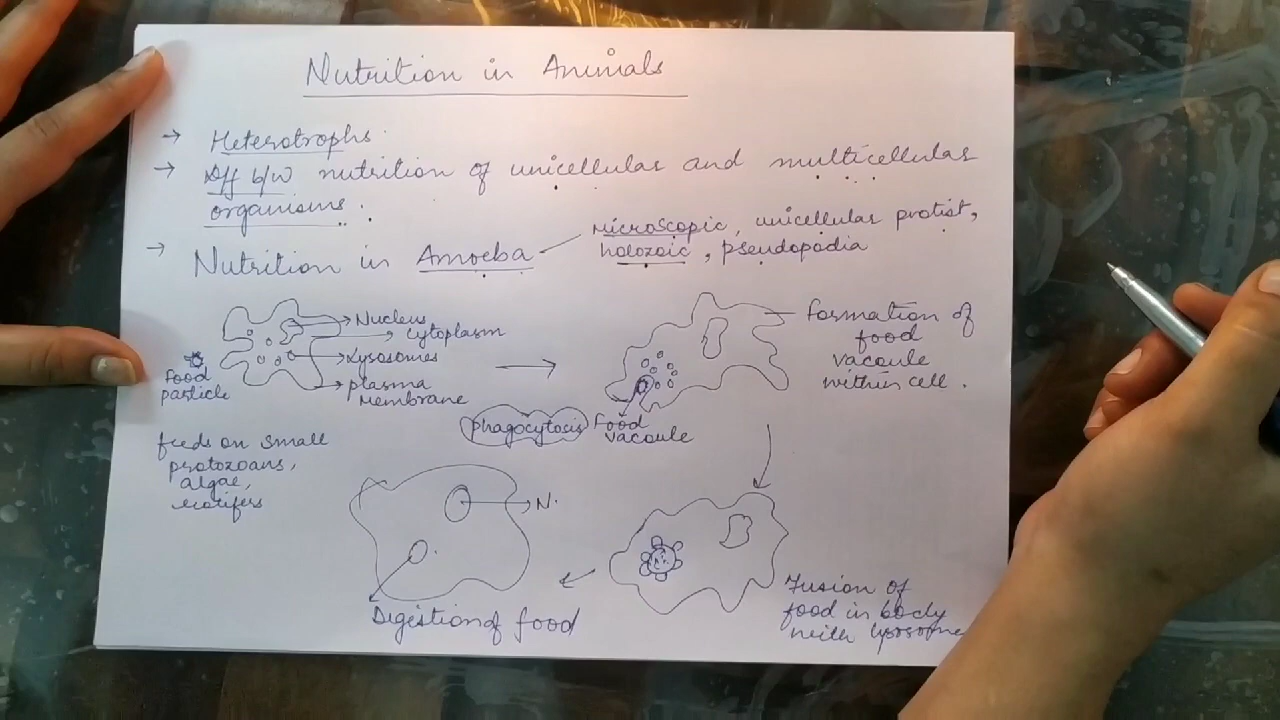 Nutrition in Animals
→ Heterotrophs.
→ Diff b/w nutrition of unicellular and multicellular
organisms.
→ Nutrition in Amoeba
microscopic, unicellular protist,
holozoic, pseudopodia
Nucleus
cytoplasm
Lysosomes
plasma
membrane
food
particle
formation of
food
vacoule
within cell.
phagocytosis
Food
vacoule
feeds on small
protozoans,
algae,
rotifers
N.
Digestion of food
Fusion of
food in body
with lysosome